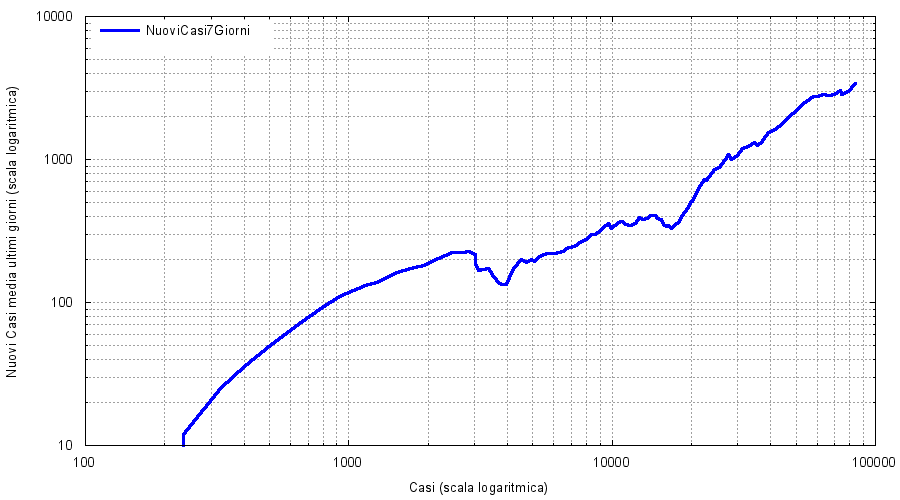 10000
NuoviCasi7Giorni
1000
100
10
Nuovi Casi media ultimi giorni (scala logaritmica)
100 1000 10000 100000
Casi (scala logaritmica)